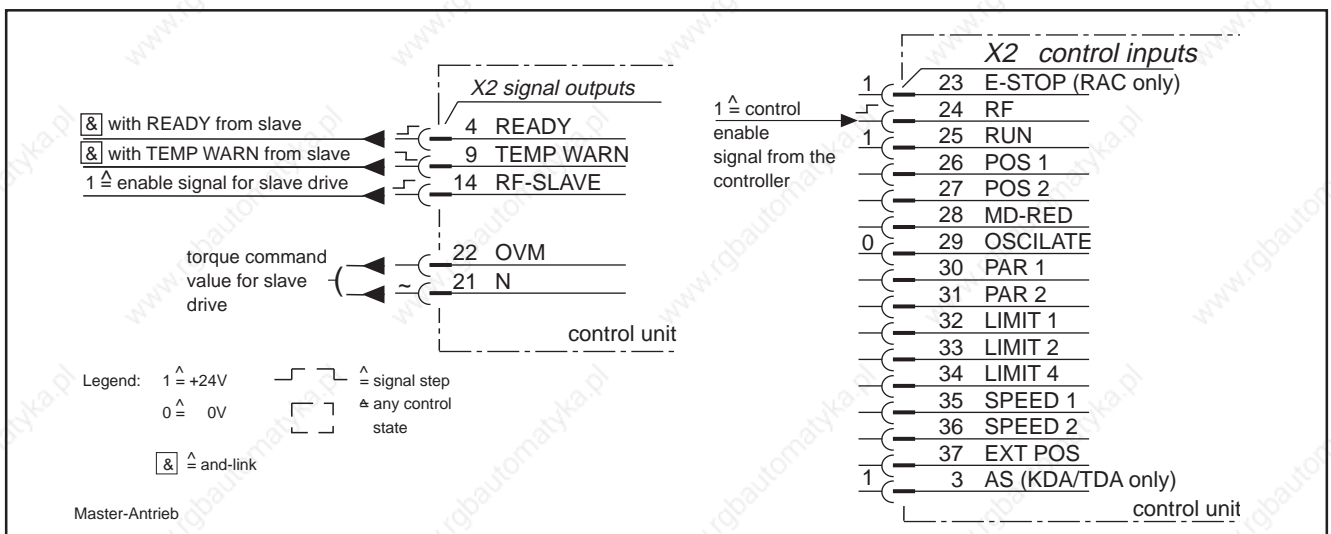 X2 signal outputs
& with READY from slave
4 READY
& with TEMP WARN from slave
9 TEMP WARN
1 ≙ enable signal for slave drive
14 RF-SLAVE
torque command
value for slave
drive
22 OVM
~
21 N
control unit
Legend: 1 ≙ +24V
≙ signal step
0 ≙ 0V
≙ any control
state
& ≙ and-link
Master-Antrieb
X2 control inputs
1 23 E-STOP (RAC only)
1 ≙ control
enable
signal from the
controller
24 RF
1 25 RUN
26 POS 1
27 POS 2
28 MD-RED
0 29 OSCILATE
30 PAR 1
31 PAR 2
32 LIMIT 1
33 LIMIT 2
34 LIMIT 4
35 SPEED 1
36 SPEED 2
37 EXT POS
1 3 AS (KDA/TDA only)
control unit
www.rgbautomatyka.pl